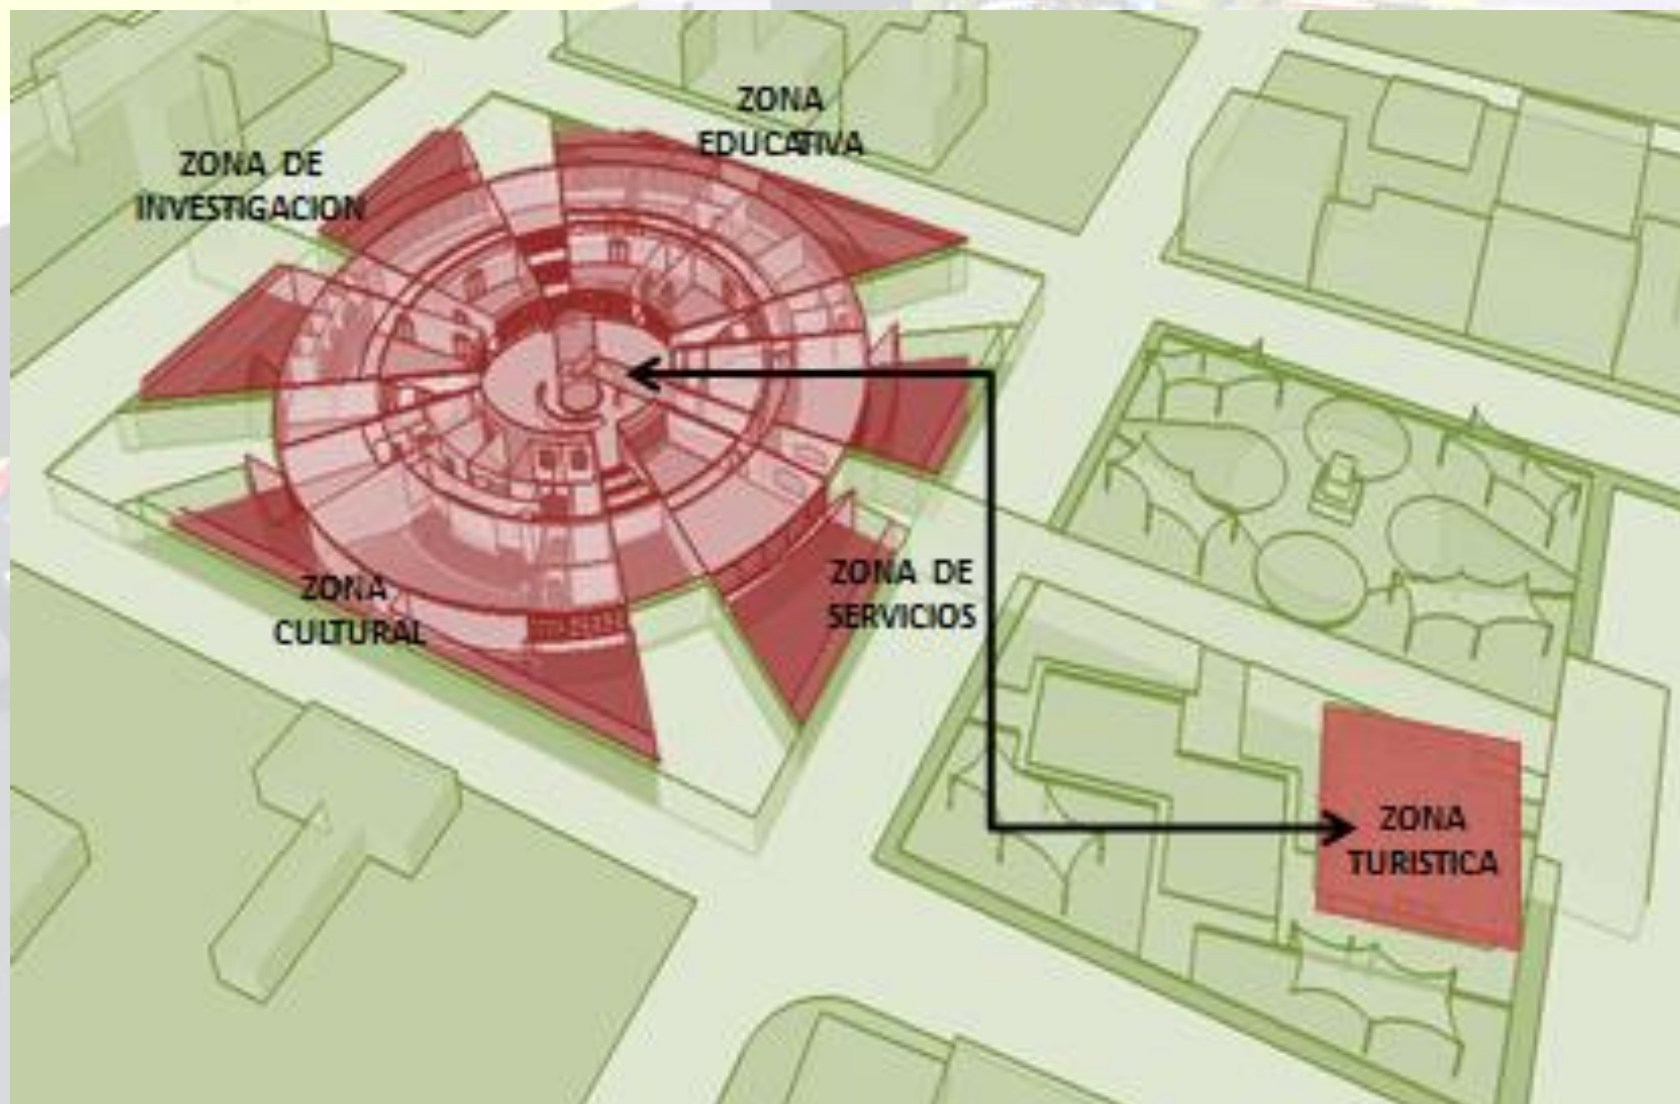 ZONA
EDUCATIVA
ZONA DE
INVESTIGACION
ZONA DE
SERVICIOS
ZONA
CULTURAL
ZONA
TURISTICA